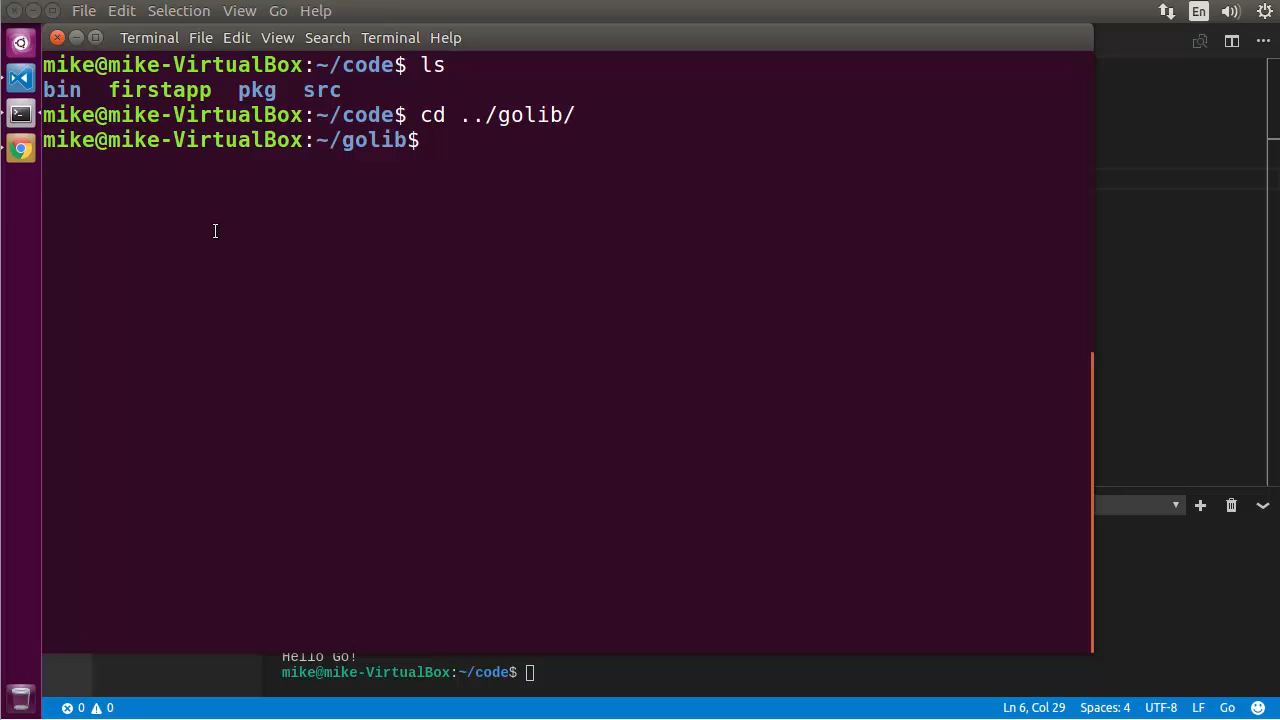 File Edit Selection View Go Help
En
Terminal File Edit View Search Terminal Help
mike@mike-VirtualBox:~/code$ ls
bin firstapp pkg src
mike@mike-VirtualBox:~/code$ cd ../golib/
mike@mike-VirtualBox:~/golib$
Hello Go!
mike@mike-VirtualBox:~/code$
0 0 Ln 6, Col 29 Spaces: 4 UTF-8 LF Go